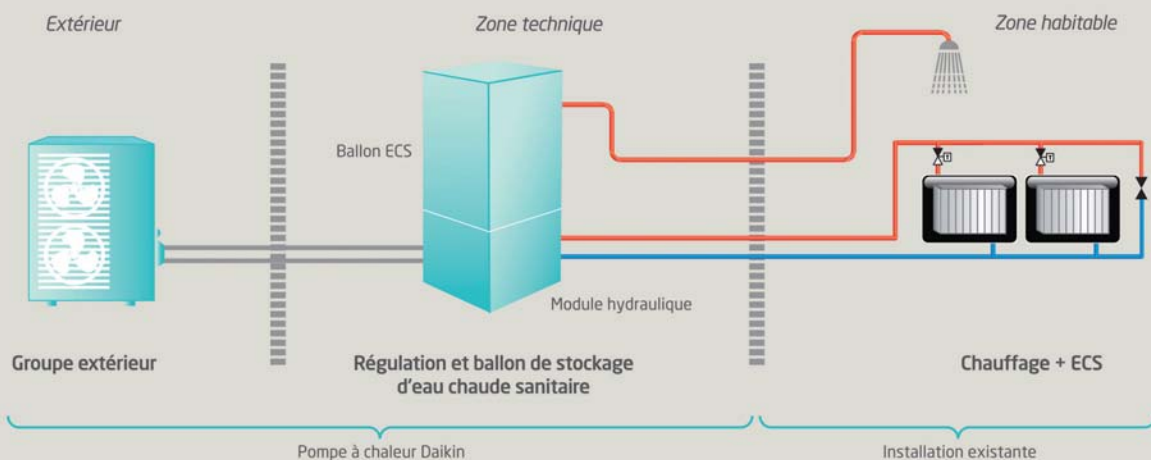 Extérieur
Zone technique
Zone habitable
Ballon ECS
T
T
Module hydraulique
Groupe extérieur
Régulation et ballon de stockage
d'eau chaude sanitaire
Chauffage + ECS
Pompe à chaleur Daikin
Installation existante